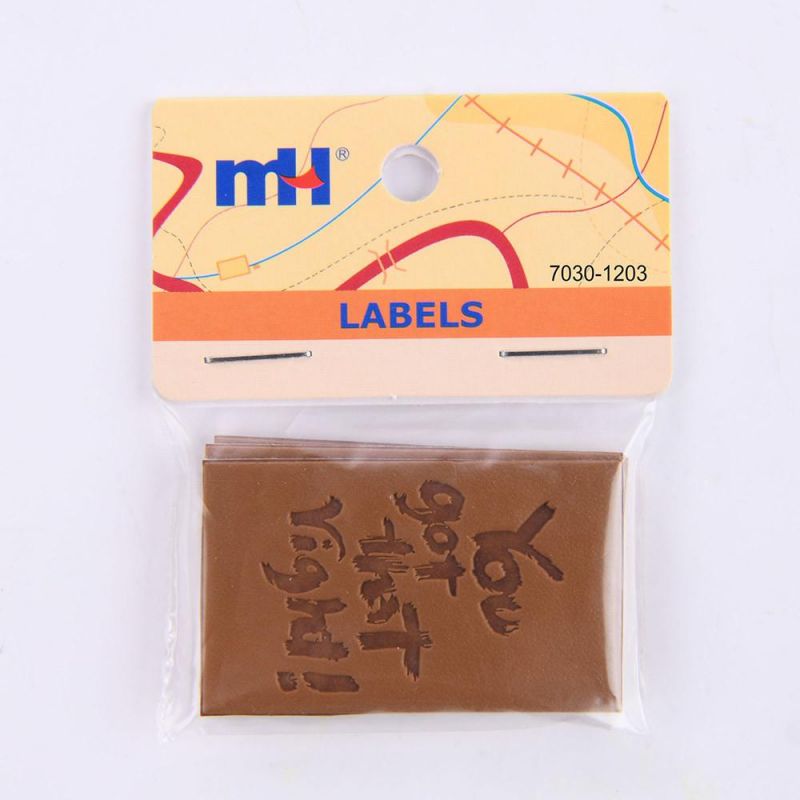 mH®
7030-1203
LABELS
You
got
that
right!